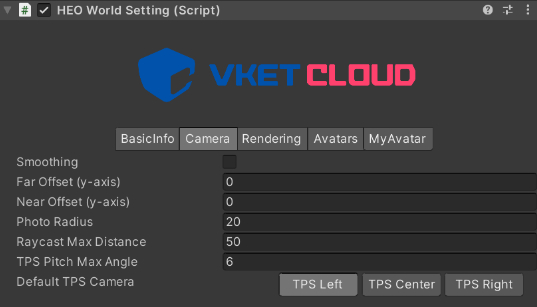 # HEO World Setting (Script)
VKET CLOUD
BasicInfo Camera Rendering Avatars MyAvatar
Smoothing
Far Offset (y-axis) 0
Near Offset (y-axis) 0
Photo Radius 20
Raycast Max Distance 50
TPS Pitch Max Angle 6
Default TPS Camera TPS Left TPS Center TPS Right